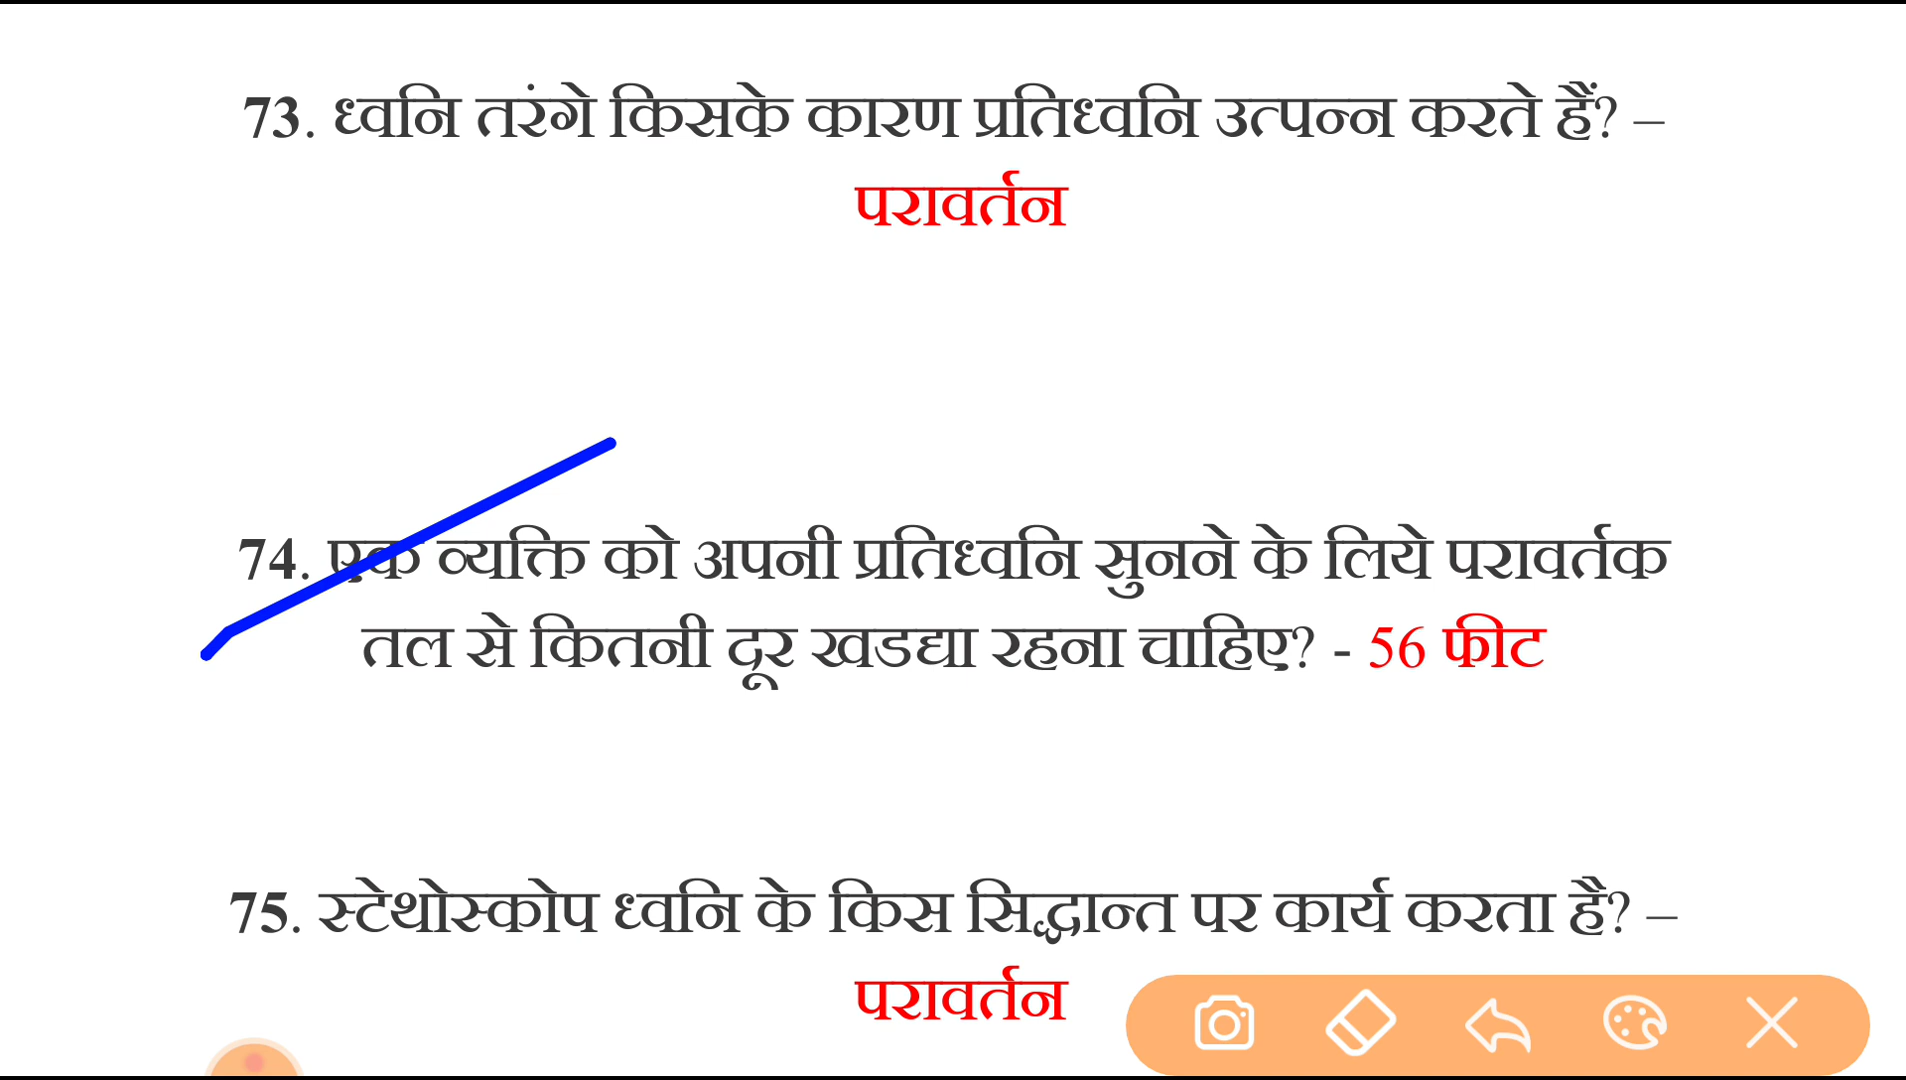 73. ध्वनि तरंगे किसके कारण प्रतिध्वनि उत्पन्न करते हैं? –
परावर्तन
74. एक व्यक्ति को अपनी प्रतिध्वनि सुनने के लिये परावर्तक
तल से कितनी दूर खडद्या रहना चाहिए? - 56 फीट
75. स्टेथोस्कोप ध्वनि के किस सिद्धान्त पर कार्य करता है? –
परावर्तन